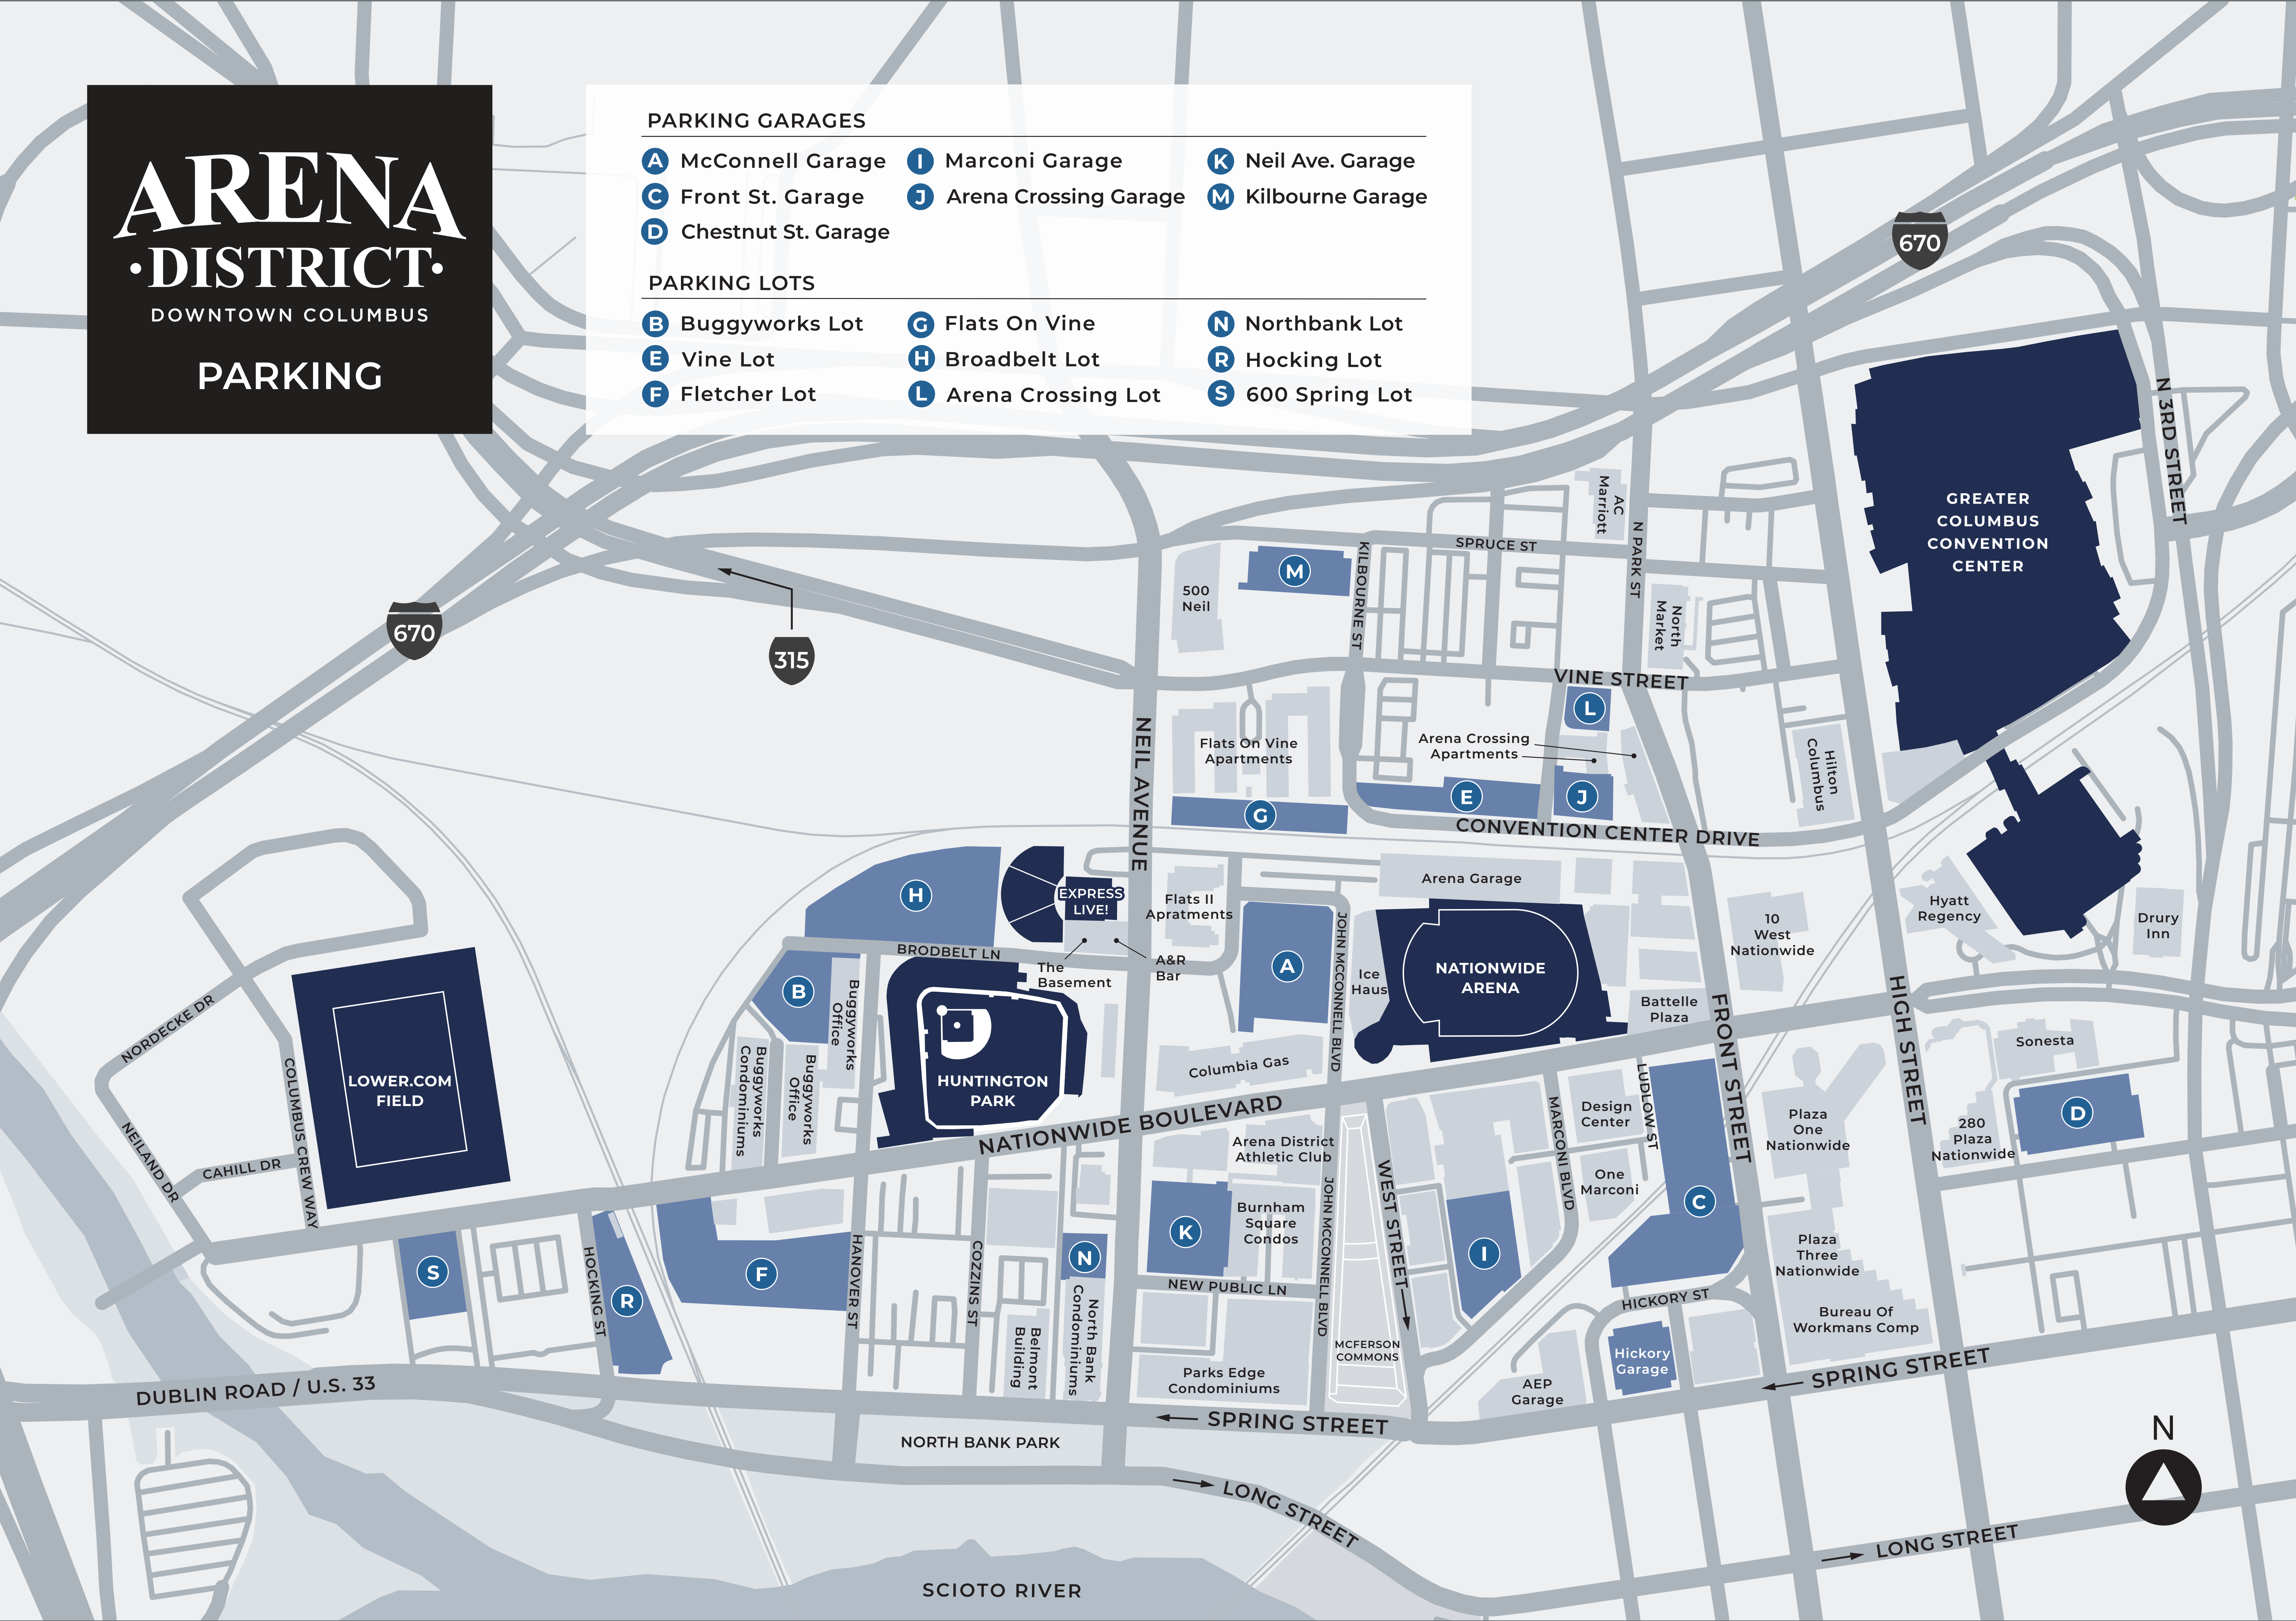 ARENA
•DISTRICT•
DOWNTOWN COLUMBUS
PARKING
PARKING GARAGES
A McConnell Garage
C Front St. Garage
D Chestnut St. Garage
I Marconi Garage
J Arena Crossing Garage
K Neil Ave. Garage
M Kilbourne Garage
PARKING LOTS
B Buggyworks Lot
E Vine Lot
F Fletcher Lot
G Flats On Vine
H Broadbelt Lot
L Arena Crossing Lot
N Northbank Lot
R Hocking Lot
S 600 Spring Lot
670
670
315
N 3RD STREET
GREATER
COLUMBUS
CONVENTION
CENTER
AC
Marriott
N PARK ST
SPRUCE ST
KILBOURNE ST
M
500
Neil
North
Market
VINE STREET
L
Arena Crossing
Apartments
Flats On Vine
Apartments
NEIL AVENUE
Hilton
Columbus
E
J
G
CONVENTION CENTER DRIVE
H
EXPRESS
LIVE!
Flats II
Apratments
Arena Garage
10
West
Nationwide
Hyatt
Regency
Drury
Inn
BRODBELT LN
The
Basement
A&R
Bar
A
JOHN MCCONNELL BLVD
Ice
Haus
NATIONWIDE
ARENA
Battelle
Plaza
FRONT STREET
HIGH STREET
B
Buggyworks
Office
Buggyworks
Office
Buggyworks
Condominiums
NORDECKE DR
COLUMBUS CREW WAY
LOWER.COM
FIELD
HUNTINGTON
PARK
Columbia Gas
NATIONWIDE BOULEVARD
Sonesta
NEILAND DR
CAHILL DR
Arena District
Athletic Club
WEST STREET
MARCONI BLVD
Design
Center
LUDLOW ST
One
Marconi
C
Plaza
One
Nationwide
280
Plaza
Nationwide
D
S
HOCKING ST
R
F
HANOVER ST
COZZINS ST
N
K
Burnham
Square
Condos
JOHN MCCONNELL BLVD
I
Plaza
Three
Nationwide
NEW PUBLIC LN
HICKORY ST
Bureau Of
Workmans Comp
Belmont
Building
North Bank
Condominiums
MCFERSON
COMMONS
Hickory
Garage
Parks Edge
Condominiums
AEP
Garage
SPRING STREET
DUBLIN ROAD / U.S. 33
SPRING STREET
NORTH BANK PARK
N
LONG STREET
LONG STREET
SCIOTO RIVER